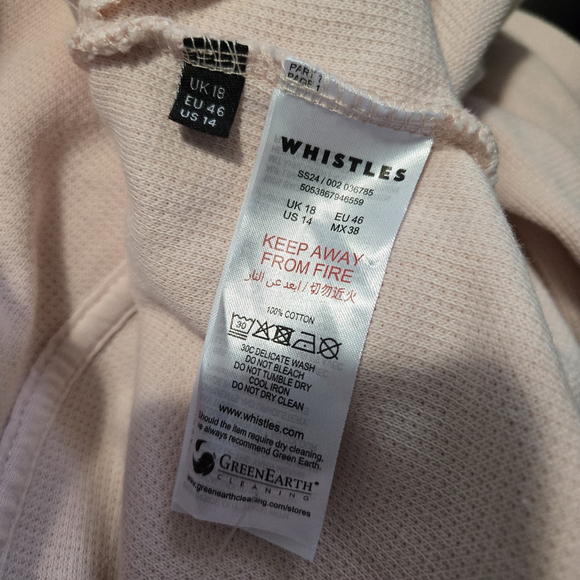 UK 18
EU 46
US 14
PART 1
PAGE 1
WHISTLES
SS24 / 002 036785
5053867946559
UK 18 EU 46
US 14 MX 38
KEEP AWAY
FROM FIRE
ابعد عن النار / 切勿近火
100% COTTON
30
30C DELICATE WASH
DO NOT BLEACH
DO NOT TUMBLE DRY
COOL IRON
DO NOT DRY CLEAN
www.whistles.com
Should the item require dry cleaning,
we always recommend Green Earth.
GREENEARTH®
CLEANING
www.greenearthcleaning.com/stores